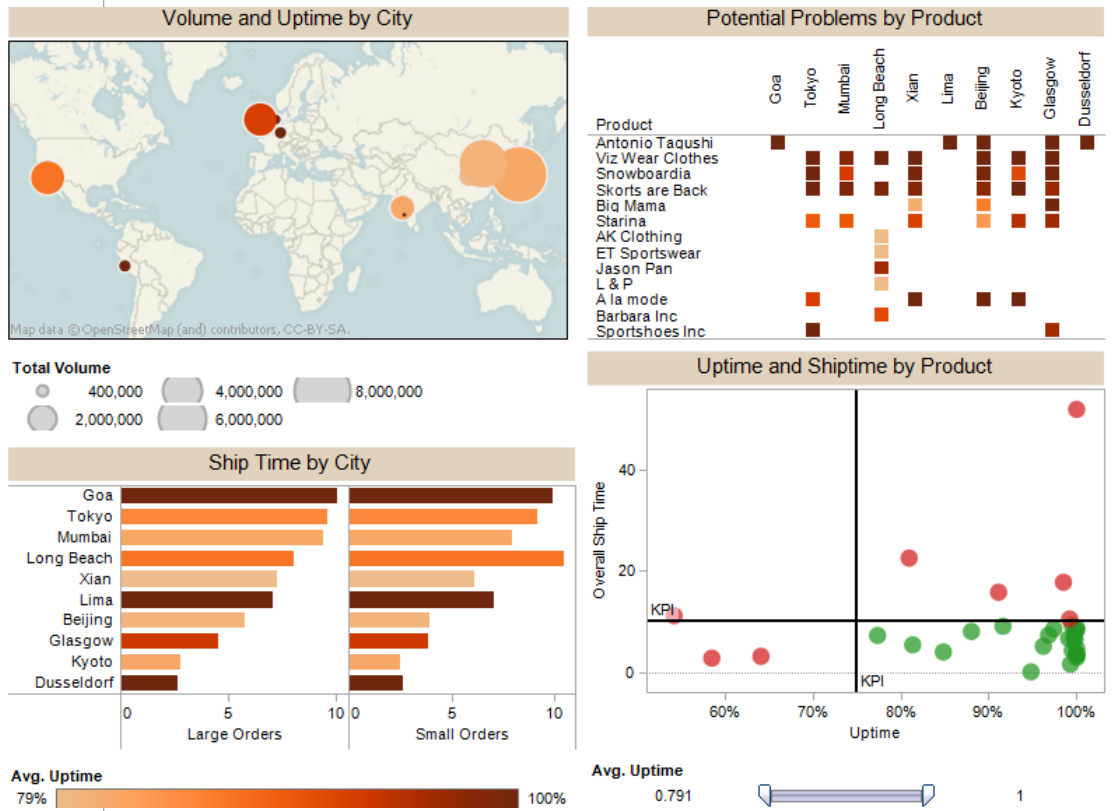 Volume and Uptime by City
Map data © OpenStreetMap (and) contributors, CC-BY-SA.
Total Volume
400,000 4,000,000 8,000,000
2,000,000 6,000,000
Ship Time by City
Goa
Tokyo
Mumbai
Long Beach
Xian
Lima
Beijing
Glasgow
Kyoto
Dusseldorf
0 5 10 0 5 10
Large Orders Small Orders
Avg. Uptime
79% 100%
Potential Problems by Product
Goa
Tokyo
Mumbai
Long Beach
Xian
Lima
Beijing
Kyoto
Glasgow
Dusseldorf
Product
Antonio Taqushi
Viz Wear Clothes
Snowboardia
Skorts are Back
Big Mama
Starina
AK Clothing
ET Sportswear
Jason Pan
L & P
A la mode
Barbara Inc
Sportshoes Inc
Uptime and Shiptime by Product
Overall Ship Time
40
20
0
KPI
KPI
60% 70% 80% 90% 100%
Uptime
Avg. Uptime
0.791 1